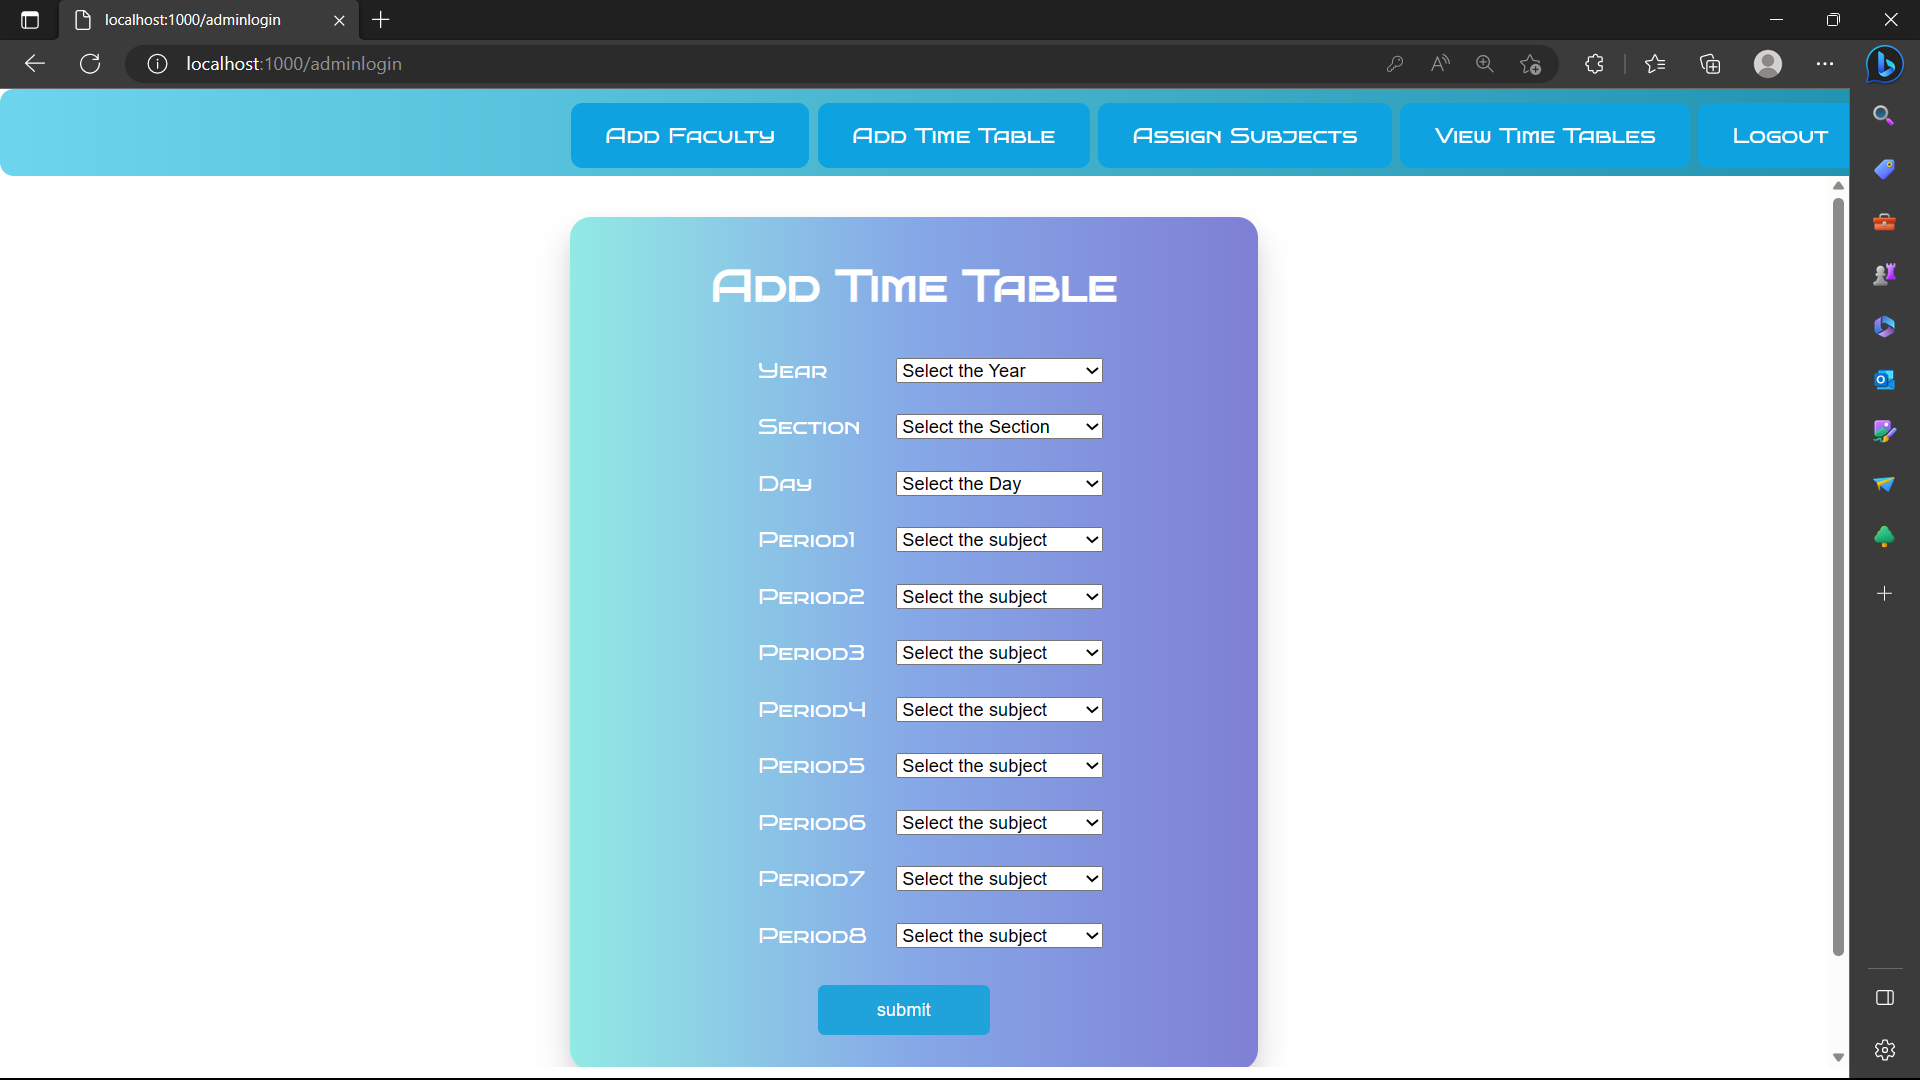 localhost:1000/adminlogin
localhost:1000/adminlogin
Add Faculty Add Time Table Assign Subjects View Time Tables Logout
Add Time Table
Year Select the Year
Section Select the Section
Day Select the Day
Period1 Select the subject
Period2 Select the subject
Period3 Select the subject
Period4 Select the subject
Period5 Select the subject
Period6 Select the subject
Period7 Select the subject
Period8 Select the subject
submit